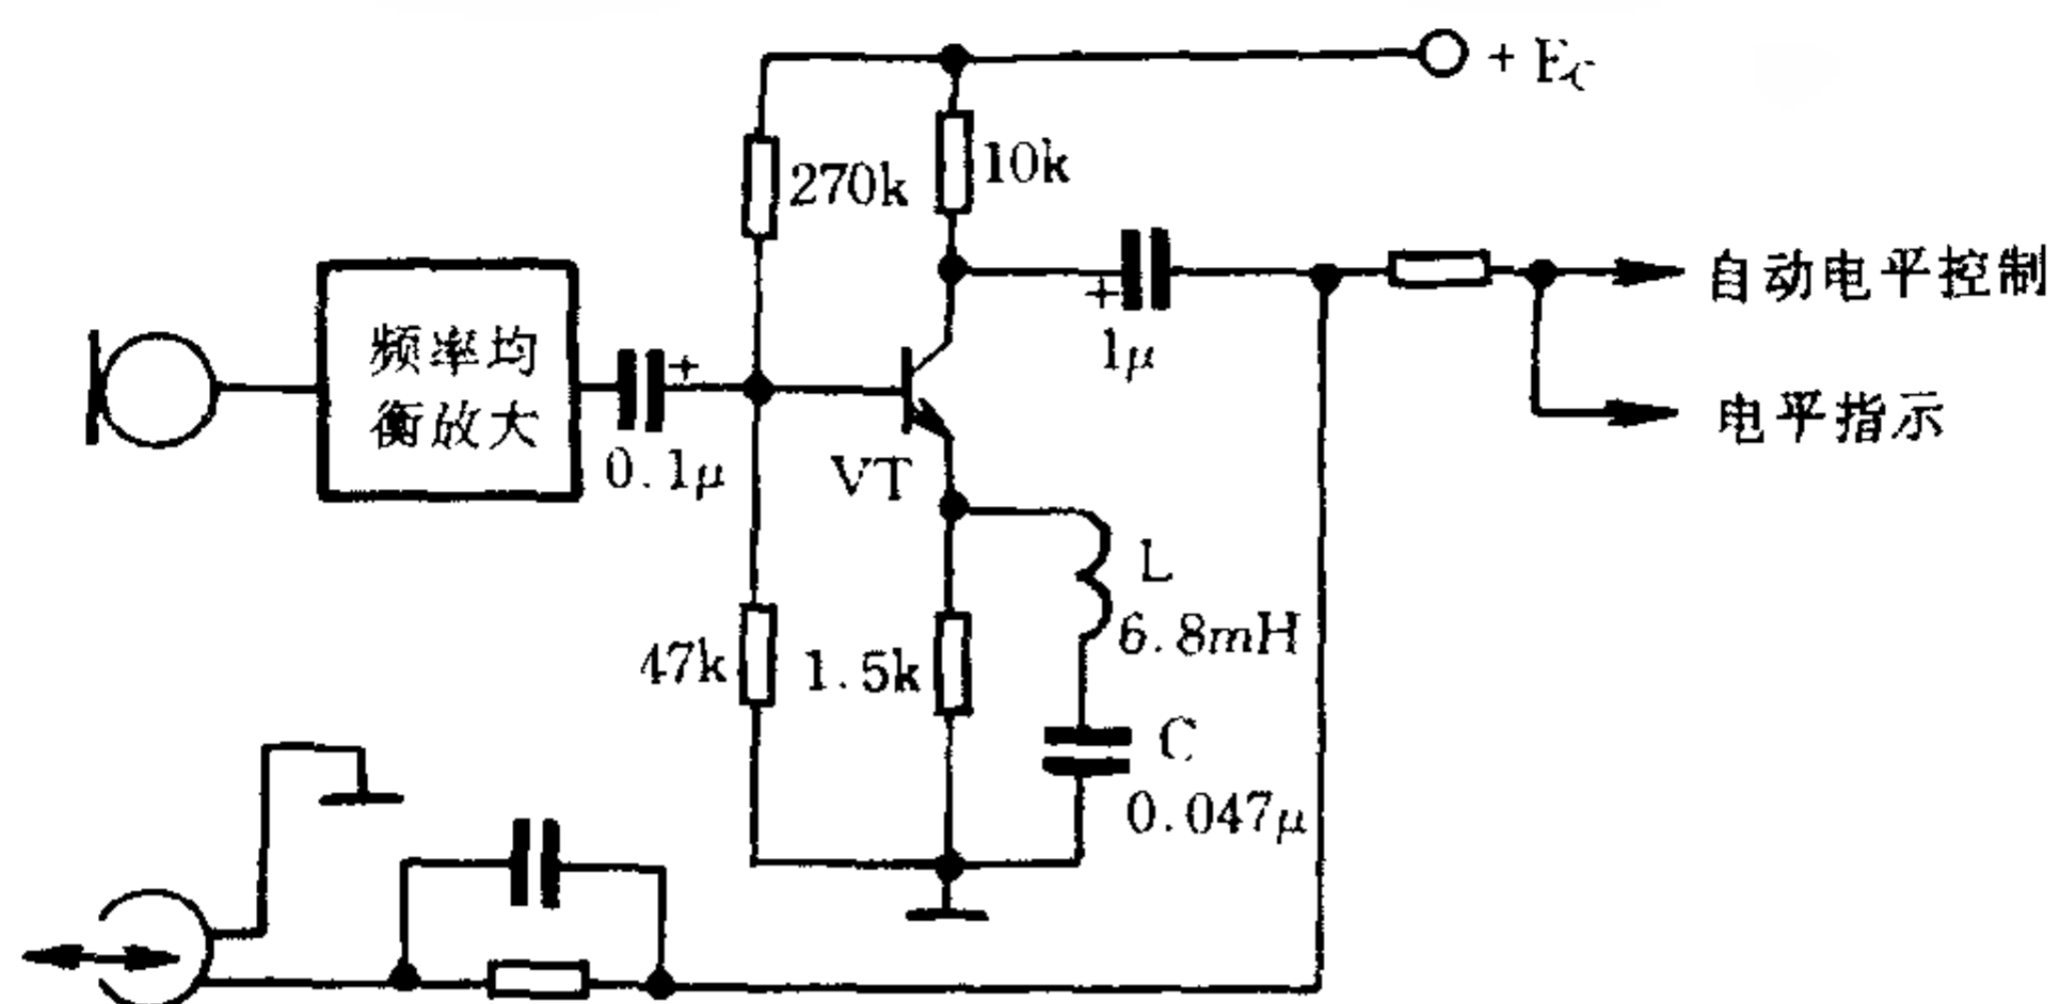 + EC
270k
10k
自动电平控制
频率均
衡放大
+
+
1μ
电平指示
0.1μ
VT
L
6.8mH
47k
1.5k
C
0.047μ